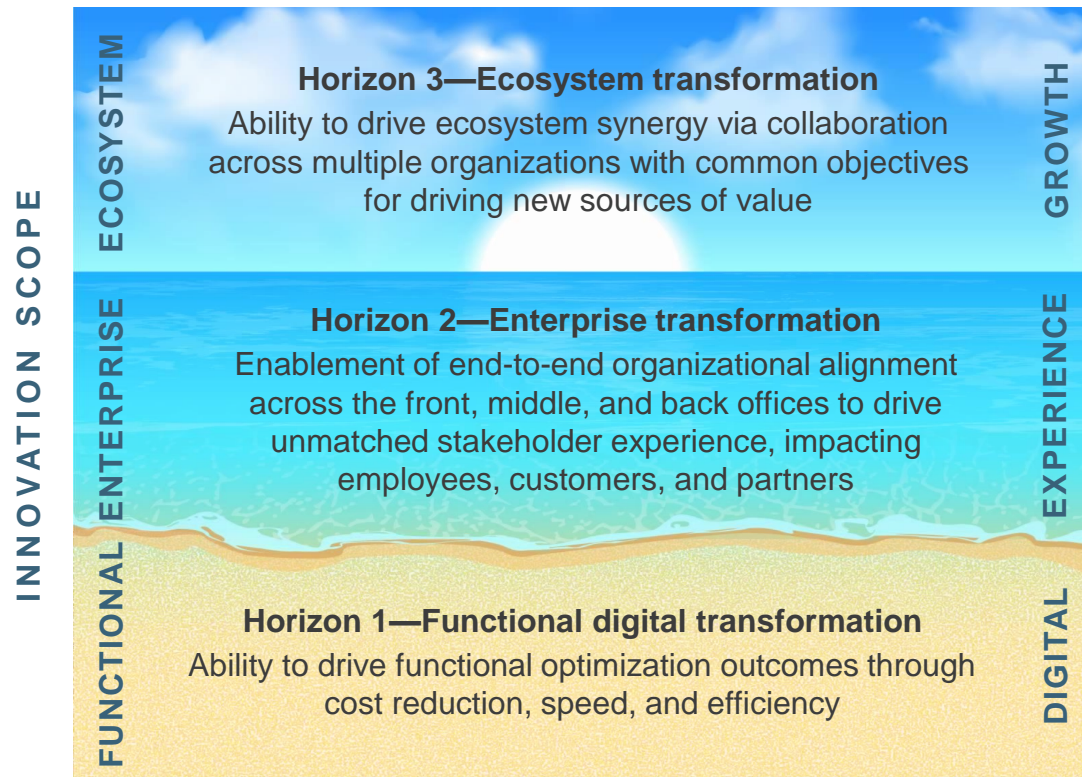 INNOVATION SCOPE
ECOSYSTEM
Horizon 3—Ecosystem transformation
Ability to drive ecosystem synergy via collaboration
across multiple organizations with common objectives
for driving new sources of value
GROWTH
ENTERPRISE
Horizon 2—Enterprise transformation
Enablement of end-to-end organizational alignment
across the front, middle, and back offices to drive
unmatched stakeholder experience, impacting
employees, customers, and partners
EXPERIENCE
FUNCTIONAL
Horizon 1—Functional digital transformation
Ability to drive functional optimization outcomes through
cost reduction, speed, and efficiency
DIGITAL